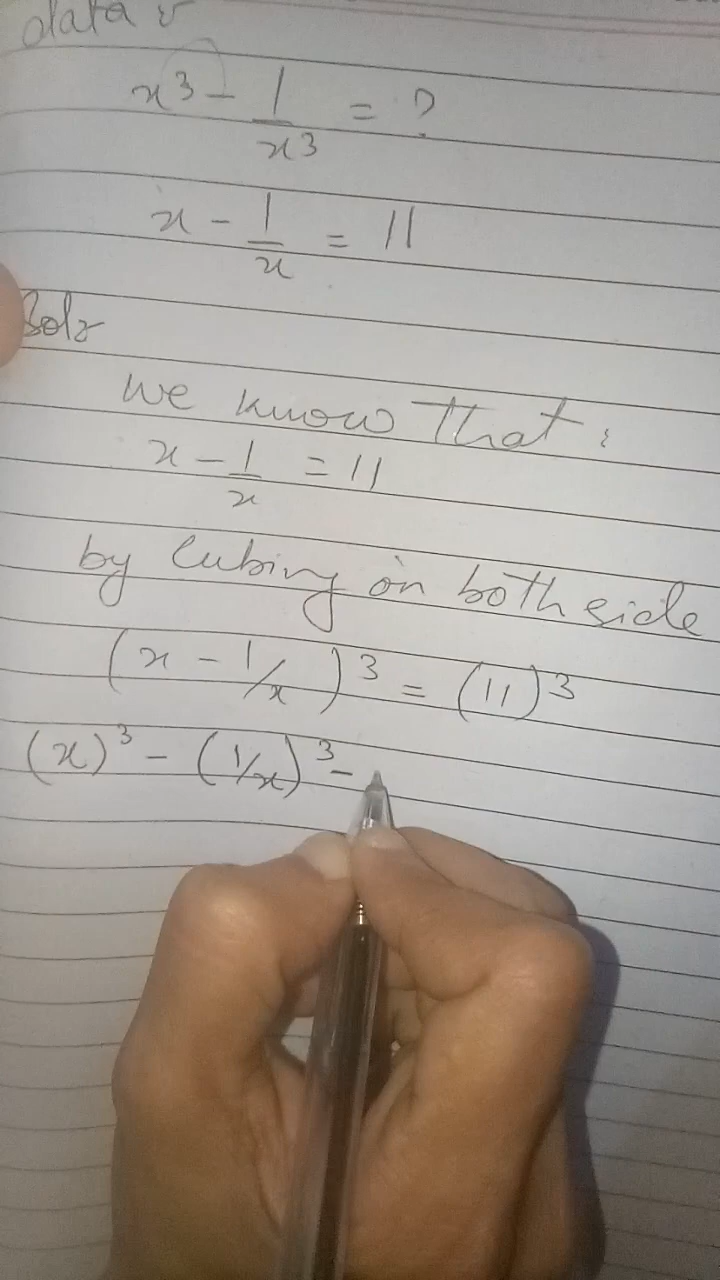 data
x³ - 1/x³ = ?
x - 1/x = 11
Sol:
We know that :
x - 1/x = 11
by Cubing on both side
(x - 1/x)³ = (11)³
(x)³ - (1/x)³ -